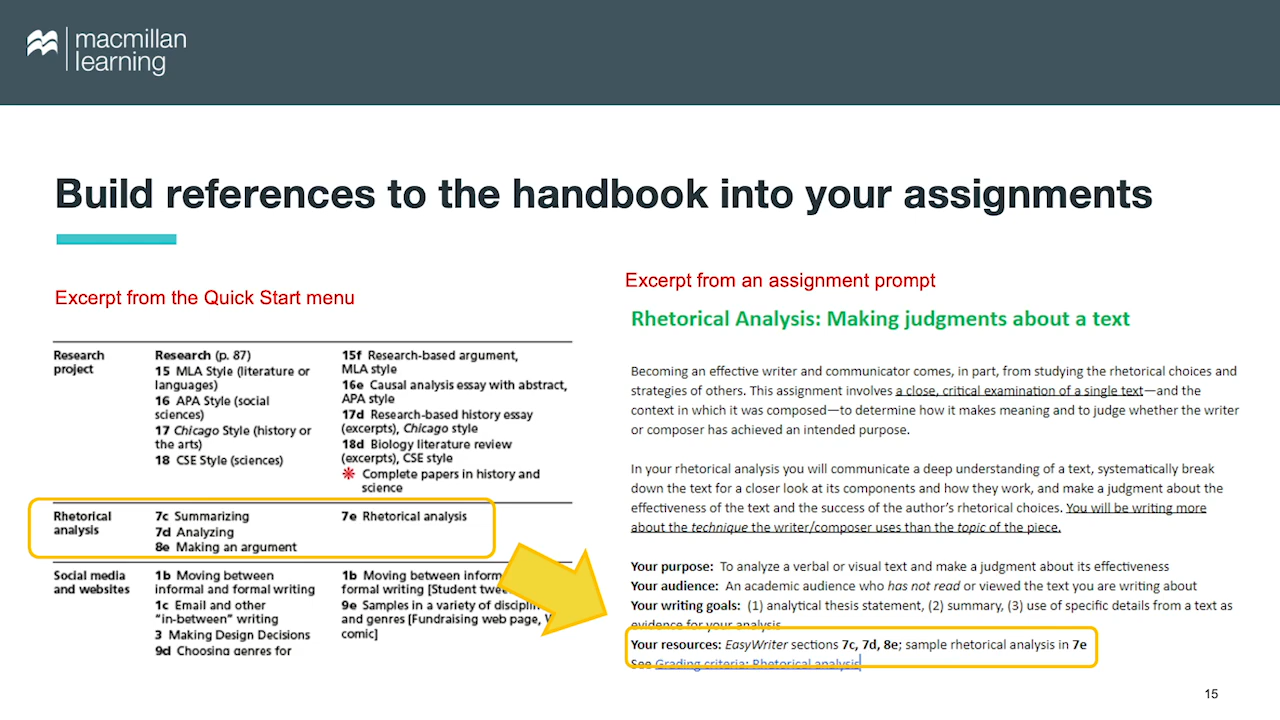 macmillan
learning
Build references to the handbook into your assignments
Excerpt from the Quick Start menu
Research
project
Research (p. 87)
15 MLA Style (literature or
languages)
16 APA Style (social
sciences)
17 Chicago Style (history or
the arts)
18 CSE Style (sciences)
15f Research-based argument,
MLA style
16e Causal analysis essay with abstract,
APA style
17d Research-based history essay
(excerpts), Chicago style
18d Biology literature review
(excerpts), CSE style
Complete papers in history and
science
Rhetorical
analysis
7c Summarizing
7d Analyzing
8e Making an argument
7e Rhetorical analysis
Social media
and websites
1b Moving between
informal and formal writing
1c Email and other
"in-between" writing
3 Making Design Decisions
9d Choosing genres for
1b Moving between
formal writing [Student
9e Samples in a variety of
and genres [Fundraising web page,
comic]
Excerpt from an assignment prompt
Rhetorical Analysis: Making judgments about a text
Becoming an effective writer and communicator comes, in part, from studying the rhetorical choices and
strategies of others. This assignment involves a close, critical examination of a single text—and the
context in which it was composed—to determine how it makes meaning and to judge whether the writer
or composer has achieved an intended purpose.
In your rhetorical analysis you will communicate a deep understanding of a text, systematically break
down the text for a closer look at its components and how they work, and make a judgment about the
effectiveness of the text and the success of the author's rhetorical choices. You will be writing more
about the technique the writer/composer uses than the topic of the piece.
Your purpose: To analyze a verbal or visual text and make a judgment about its effectiveness
Your audience: An academic audience who has not read or viewed the text you are writing about
Your writing goals: (1) analytical thesis statement, (2) summary, (3) use of specific details from a text as
evidence for your analysis
Your resources: EasyWriter sections 7c, 7d, 8e; sample rhetorical analysis in 7e
See Grading criteria: Rhetorical analysis
15